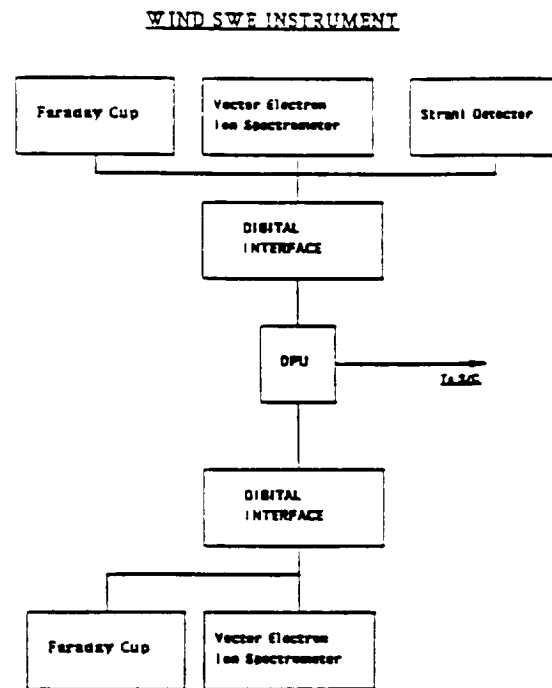 WIND SWE INSTRUMENT
Faraday Cup
Vector Electron
Ion Spectrometer
Strahl Detector
DIGITAL
INTERFACE
DPU
To S/C
DIGITAL
INTERFACE
Faraday Cup
Vector Electron
Ion Spectrometer